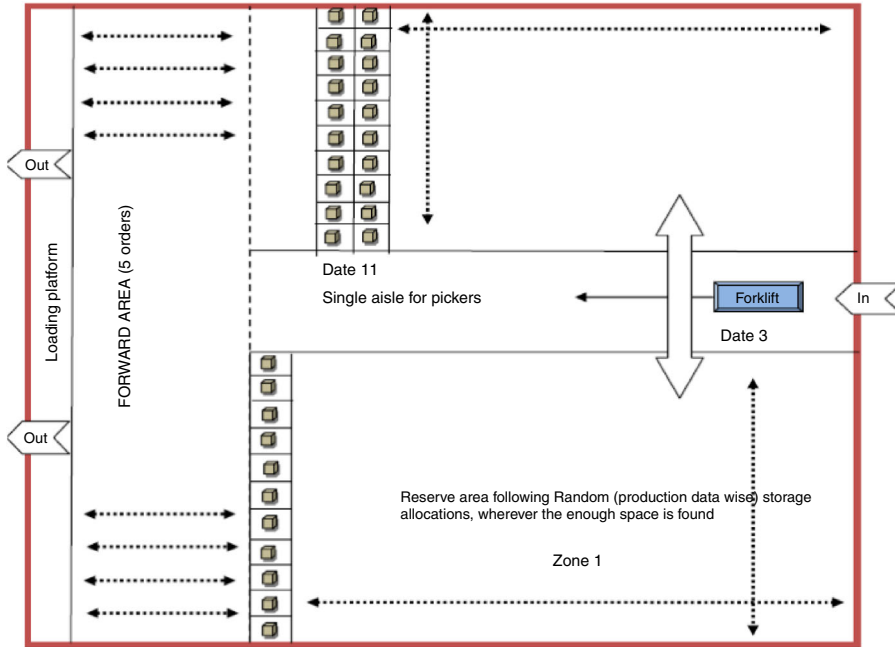 Out
Loading platform
FORWARD AREA (5 orders)
Date 11
Single aisle for pickers
Forklift
In
Date 3
Out
Reserve area following Random (production data wise) storage
allocations, wherever the enough space is found
Zone 1